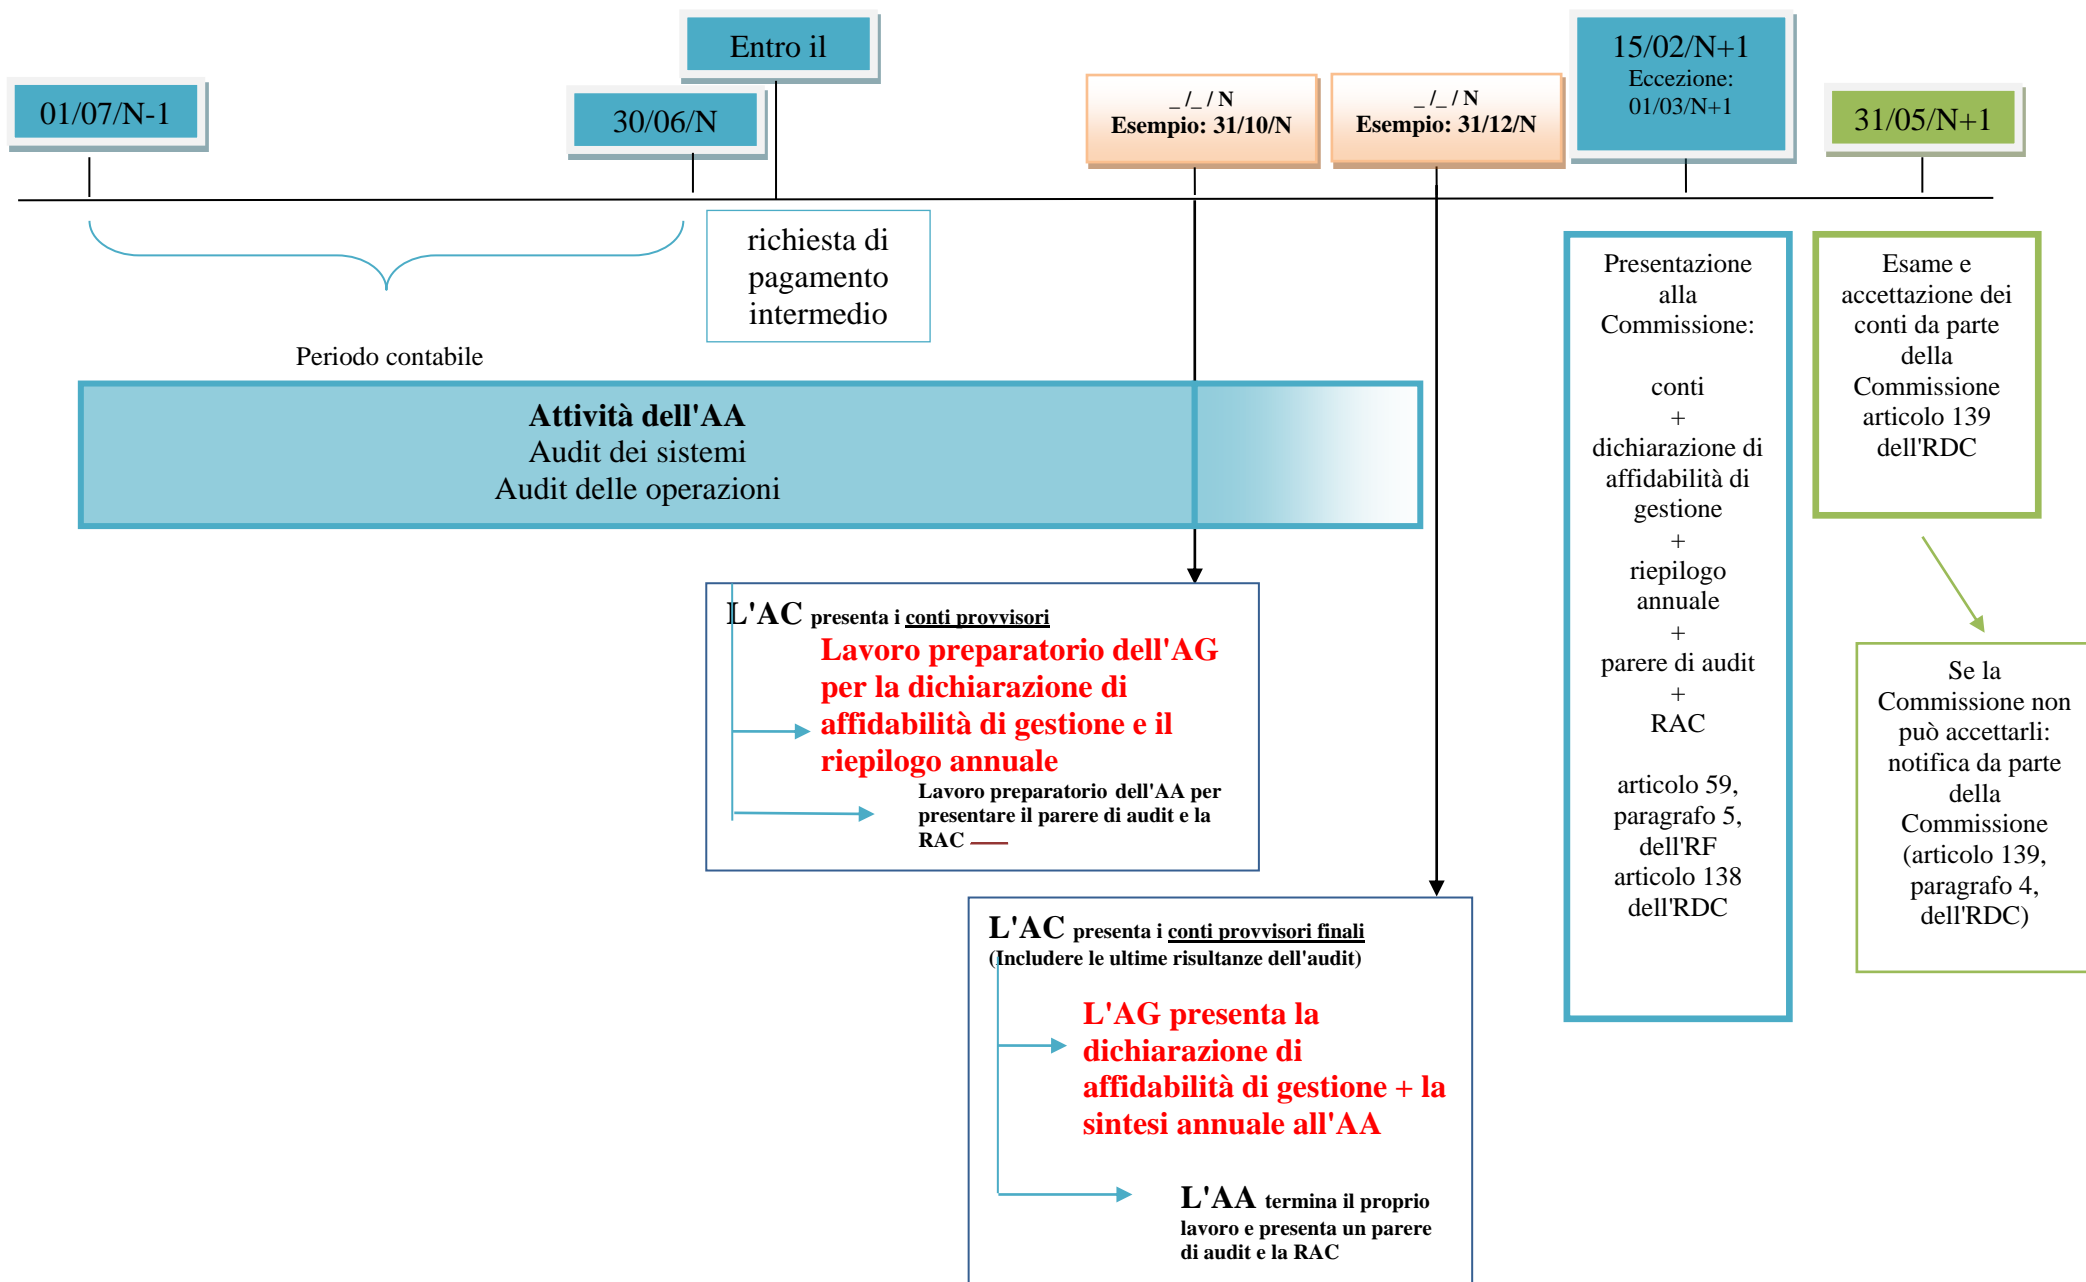 01/07/N-1
30/06/N
Entro il
_ /_ / N
Esempio: 31/10/N
_ /_ / N
Esempio: 31/12/N
15/02/N+1
Eccezione:
01/03/N+1
31/05/N+1
richiesta di
pagamento
intermedio
Periodo contabile
Attività dell'AA
Audit dei sistemi
Audit delle operazioni
L'AC presenta i conti provvisori
Lavoro preparatorio dell'AG
per la dichiarazione di
affidabilità di gestione e il
riepilogo annuale
Lavoro preparatorio dell'AA per
presentare il parere di audit e la
RAC
L'AC presenta i conti provvisori finali
(Includere le ultime risultanze dell'audit)
L'AG presenta la
dichiarazione di
affidabilità di gestione + la
sintesi annuale all'AA
L'AA termina il proprio
lavoro e presenta un parere
di audit e la RAC
Presentazione
alla
Commissione:
conti
+
dichiarazione di
affidabilità di
gestione
+
riepilogo
annuale
+
parere di audit
+
RAC
articolo 59,
paragrafo 5,
dell'RF
articolo 138
dell'RDC
Esame e
accettazione dei
conti da parte
della
Commissione
articolo 139
dell'RDC
Se la
Commissione non
può accettarli:
notifica da parte
della
Commissione
(articolo 139,
paragrafo 4,
dell'RDC)